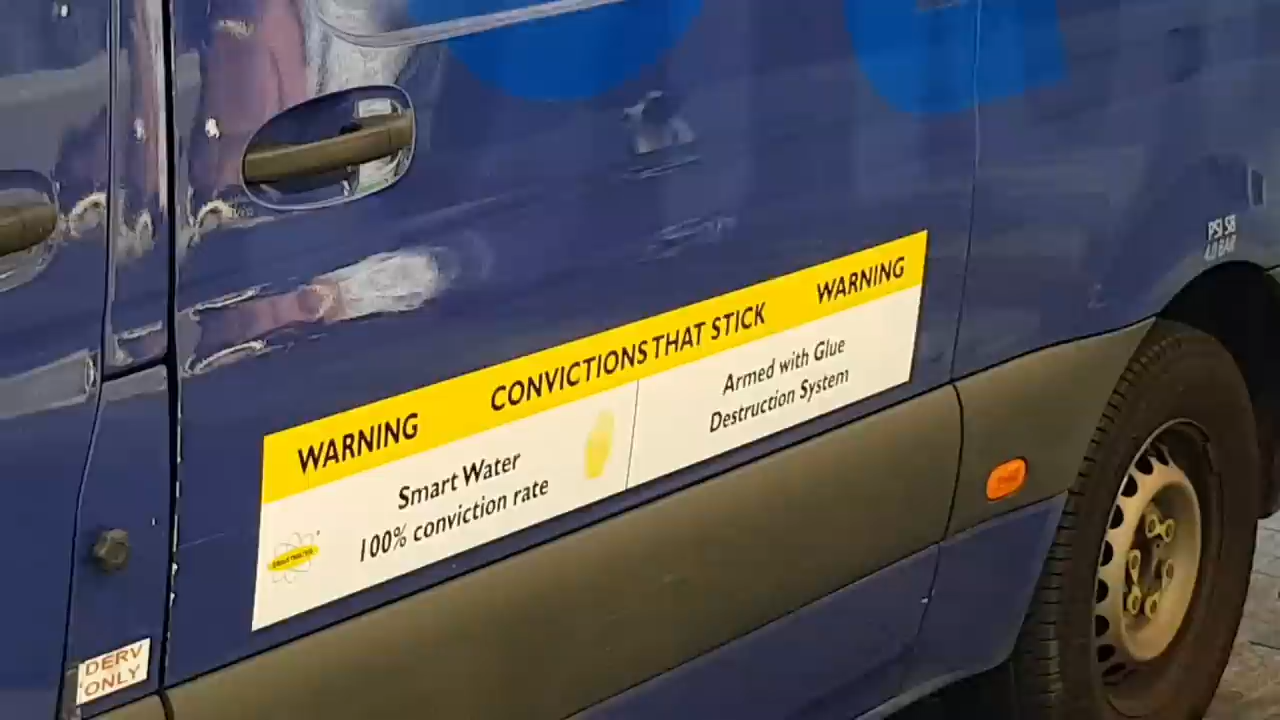 WARNING CONVICTIONS THAT STICK WARNING
Smart Water
100% conviction rate
SMARTWATER
Armed with Glue
Destruction System
DERV
ONLY
PSI 58
4.0 BAR